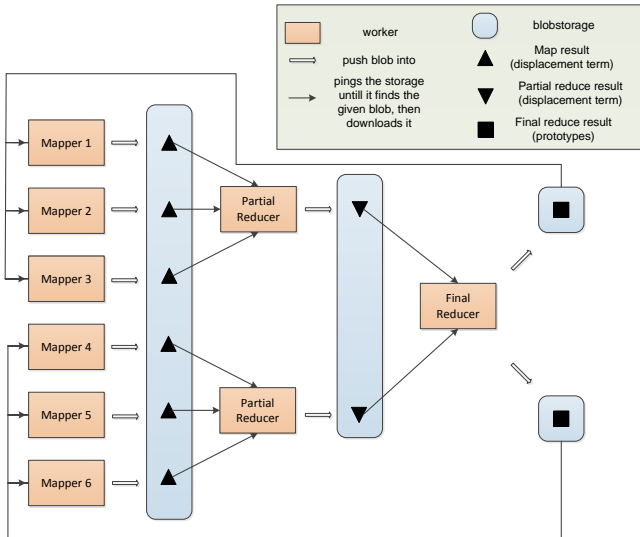 worker
push blob into
pings the storage
untill it finds the
given blob, then
downloads it
blobstorage
Map result
(displacement term)
Partial reduce result
(displacement term)
Final reduce result
(prototypes)
Mapper 1
Mapper 2
Mapper 3
Mapper 4
Mapper 5
Mapper 6
Partial
Reducer
Partial
Reducer
Final
Reducer